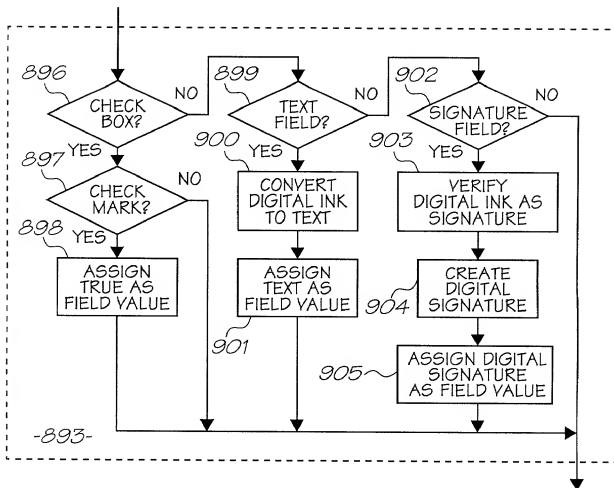 896
CHECK
BOX?
NO
YES
897
CHECK
MARK?
NO
YES
898
ASSIGN
TRUE AS
FIELD VALUE
899
TEXT
FIELD?
NO
YES
900
CONVERT
DIGITAL INK
TO TEXT
ASSIGN
TEXT AS
FIELD VALUE
901
902
SIGNATURE
FIELD?
NO
YES
903
VERIFY
DIGITAL INK AS
SIGNATURE
CREATE
DIGITAL
SIGNATURE
904
ASSIGN DIGITAL
SIGNATURE
AS FIELD VALUE
905
-893-